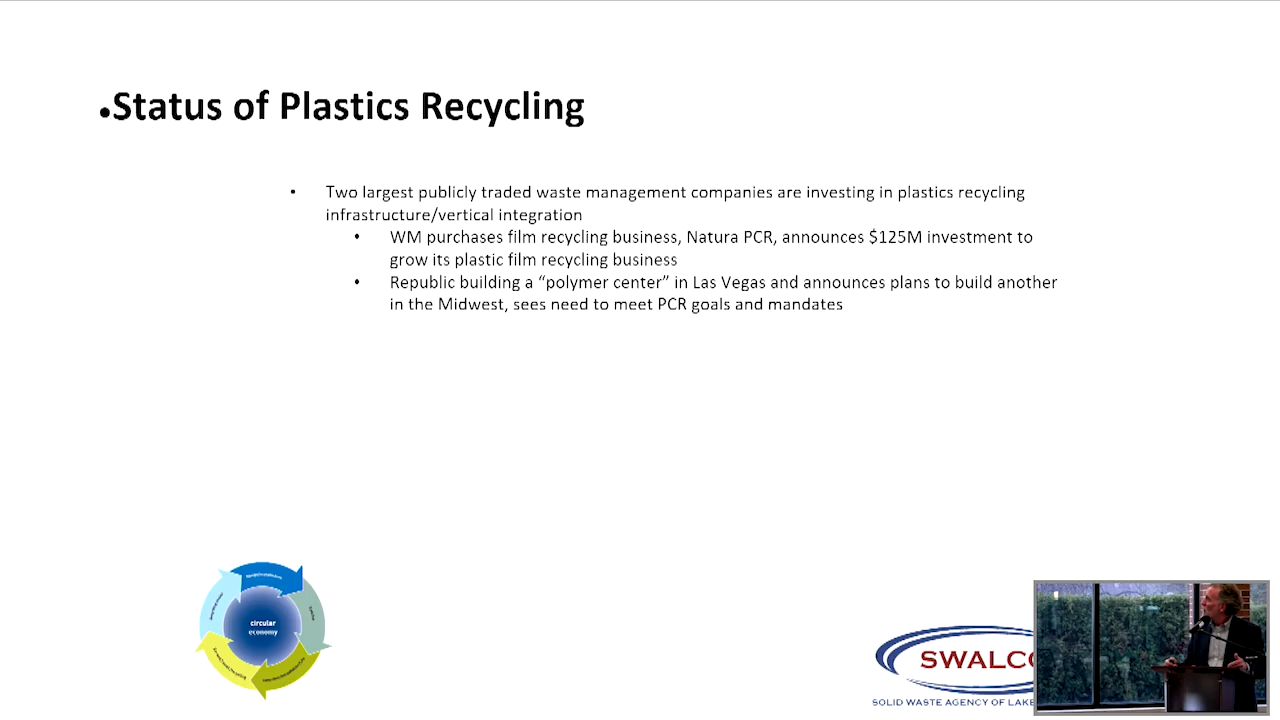 •Status of Plastics Recycling
• Two largest publicly traded waste management companies are investing in plastics recycling
infrastructure/vertical integration
• WM purchases film recycling business, Natura PCR, announces $125M investment to
grow its plastic film recycling business
• Republic building a “polymer center” in Las Vegas and announces plans to build another
in the Midwest, sees need to meet PCR goals and mandates
circular
economy
SWALCO
SOLID WASTE AGENCY OF LAKE